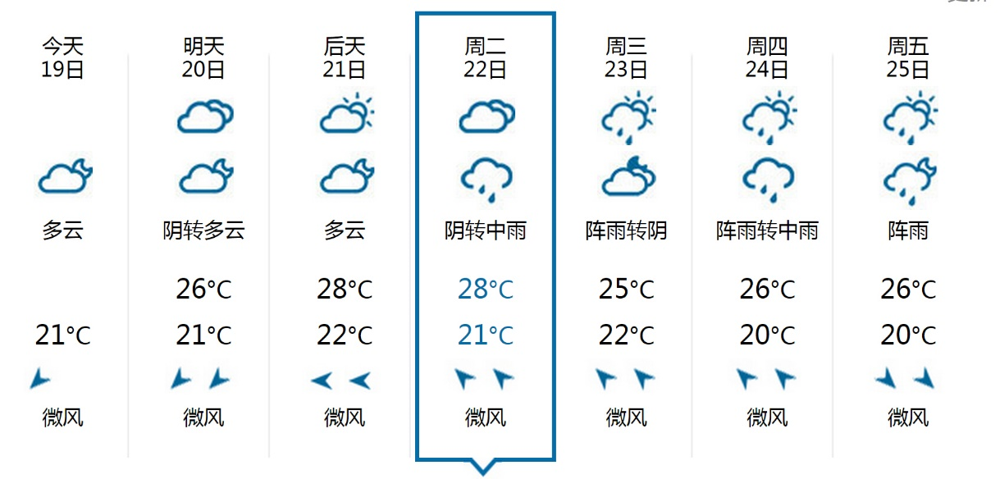 今天
19日
多云
21°C
微风
明天
20日
阴转多云
26°C
21°C
微风
后天
21日
多云
28°C
22°C
微风
周二
22日
阴转中雨
28°C
21°C
微风
周三
23日
阵雨转阴
25°C
22°C
微风
周四
24日
阵雨转中雨
26°C
20°C
微风
周五
25日
阵雨
26°C
20°C
微风